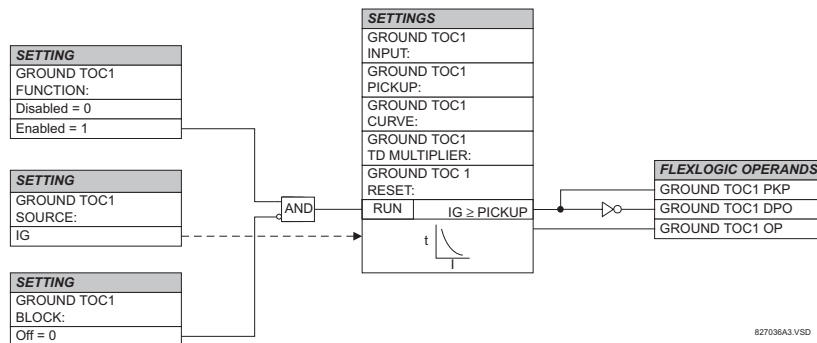 SETTING
GROUND TOC1
FUNCTION:
Disabled = 0
Enabled = 1
SETTING
GROUND TOC1
SOURCE:
IG
SETTING
GROUND TOC1
BLOCK:
Off = 0
AND
SETTINGS
GROUND TOC1
INPUT:
GROUND TOC1
PICKUP:
GROUND TOC1
CURVE:
GROUND TOC1
TD MULTIPLIER:
GROUND TOC 1
RESET:
RUN
IG ≥ PICKUP
t
I
FLEXLOGIC OPERANDS
GROUND TOC1 PKP
GROUND TOC1 DPO
GROUND TOC1 OP
827036A3.VSD